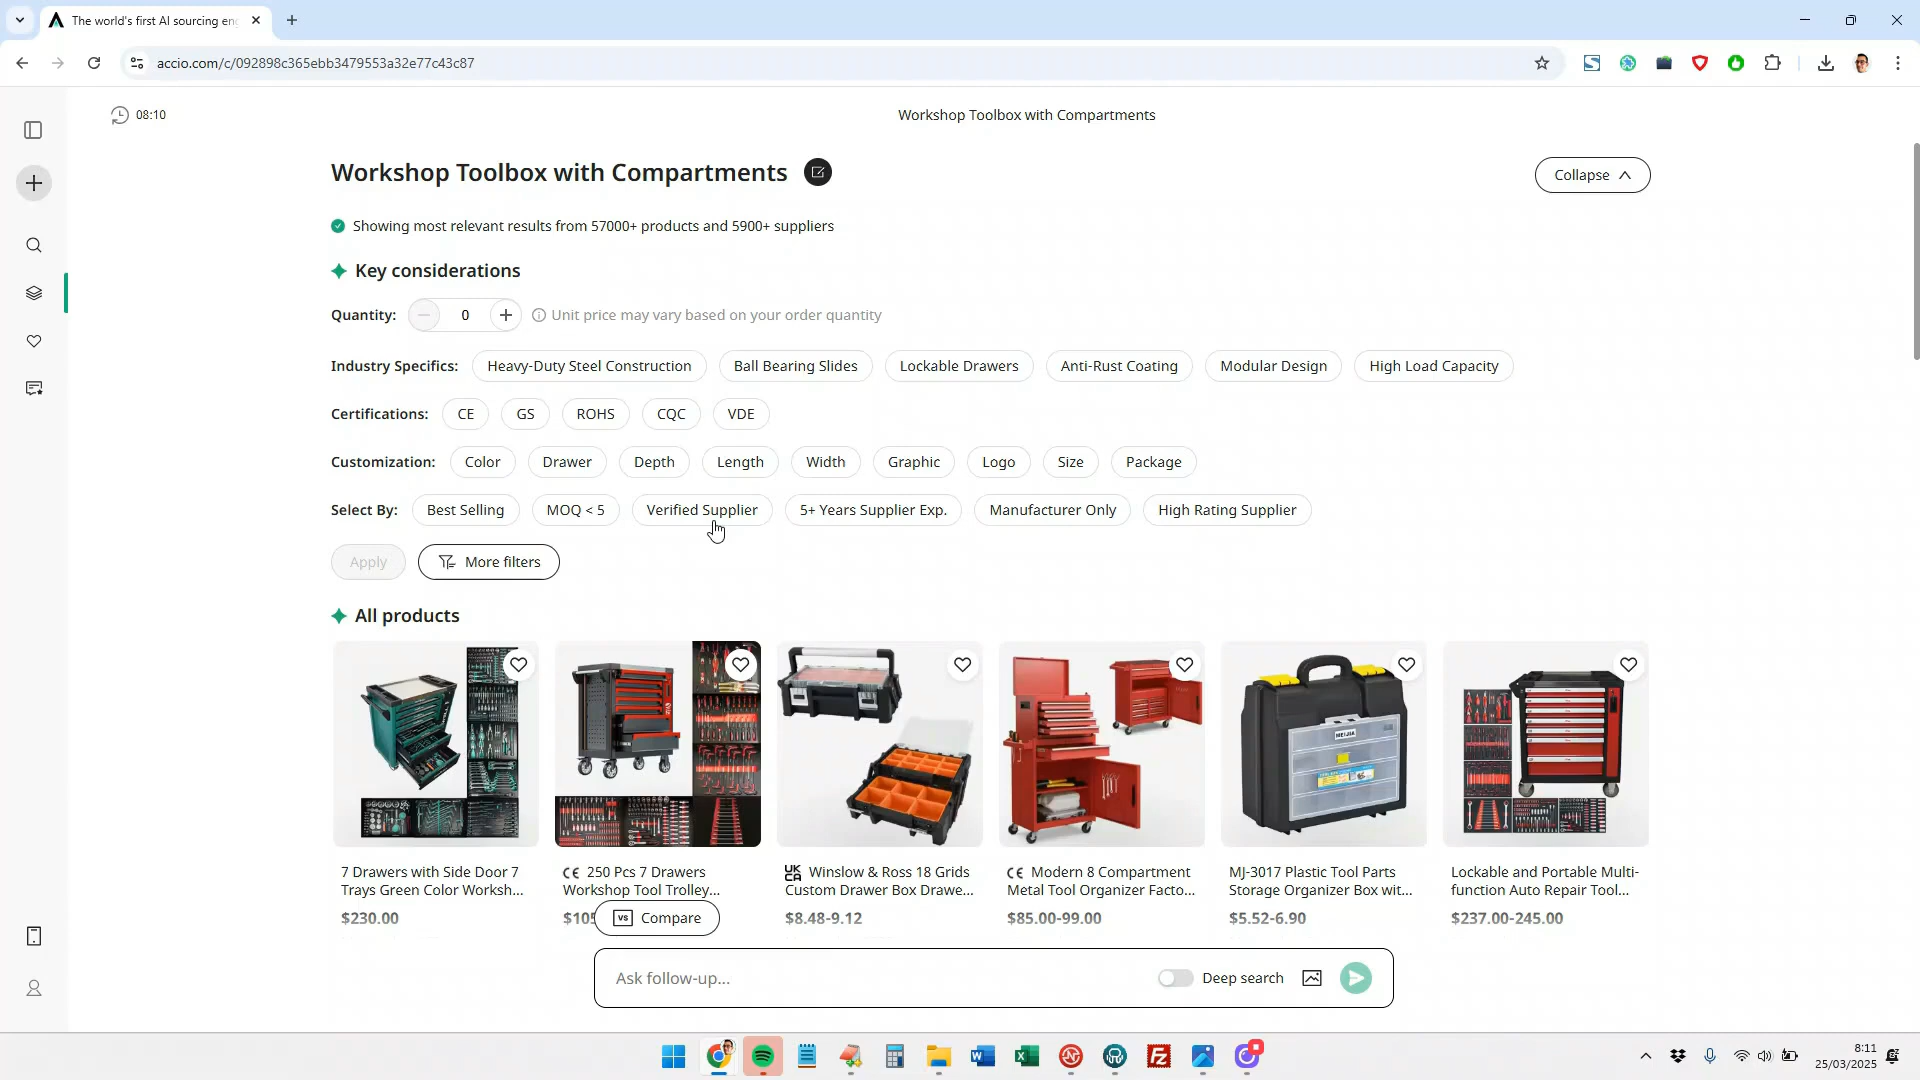 The world's first AI sourcing en
accio.com/c/092898c365ebb3479553a32e77c43c87
08:10
Workshop Toolbox with Compartments
Workshop Toolbox with Compartments
Collapse
Showing most relevant results from 57000+ products and 5900+ suppliers
Key considerations
Quantity: 0 Unit price may vary based on your order quantity
Industry Specifics: Heavy-Duty Steel Construction Ball Bearing Slides Lockable Drawers Anti-Rust Coating Modular Design High Load Capacity
Certifications: CE GS ROHS CQC VDE
Customization: Color Drawer Depth Length Width Graphic Logo Size Package
Select By: Best Selling MOQ < 5 Verified Supplier 5+ Years Supplier Exp. Manufacturer Only High Rating Supplier
Apply More filters
All products
MEIJIA
7 Drawers with Side Door 7
Trays Green Color Worksh...
$230.00
CE 250 Pcs 7 Drawers
Workshop Tool Trolley...
$105
UK CA Winslow & Ross 18 Grids
Custom Drawer Box Drawe...
$8.48-9.12
CE Modern 8 Compartment
Metal Tool Organizer Facto...
$85.00-99.00
MJ-3017 Plastic Tool Parts
Storage Organizer Box wit...
$5.52-6.90
Lockable and Portable Multi-
function Auto Repair Tool...
$237.00-245.00
vs Compare
Ask follow-up... Deep search
8:11
25/03/2025